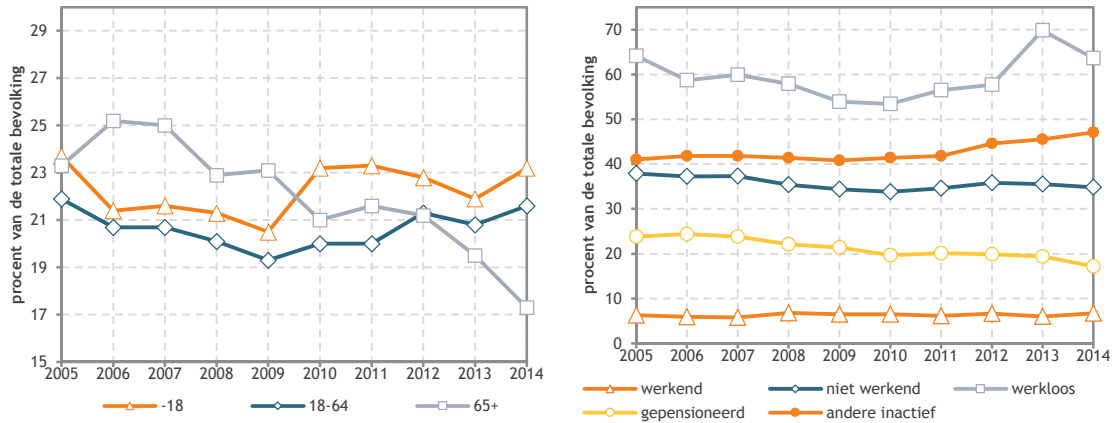 procent van de totale bevolking
29
27
25
23
21
19
17
15
2005 2006 2007 2008 2009 2010 2011 2012 2013 2014
-18 18-64 65+
procent van de totale bevolking
70
60
50
40
30
20
10
0
2005 2006 2007 2008 2009 2010 2011 2012 2013 2014
werkend niet werkend werkloos
gepensioneerd andere inactief